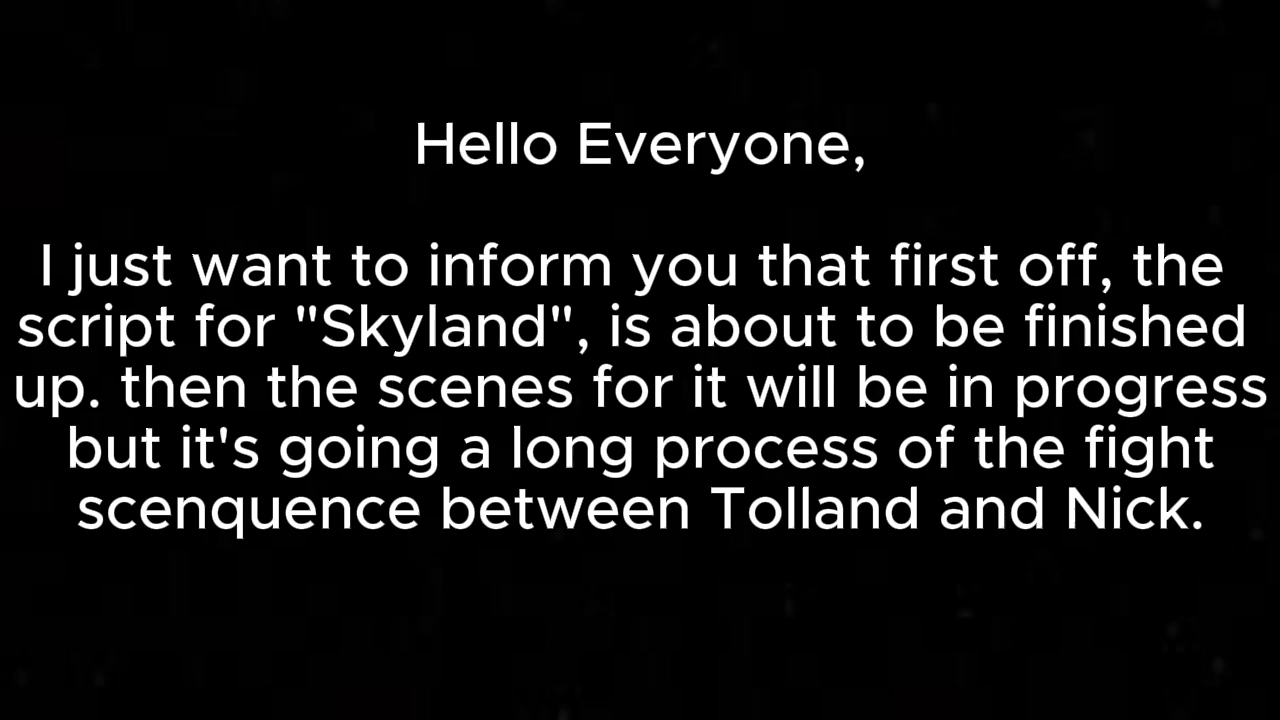 Hello Everyone,
I just want to inform you that first off, the
script for "Skyland", is about to be finished
up. then the scenes for it will be in progress
but it's going a long process of the fight
scenquence between Tolland and Nick.